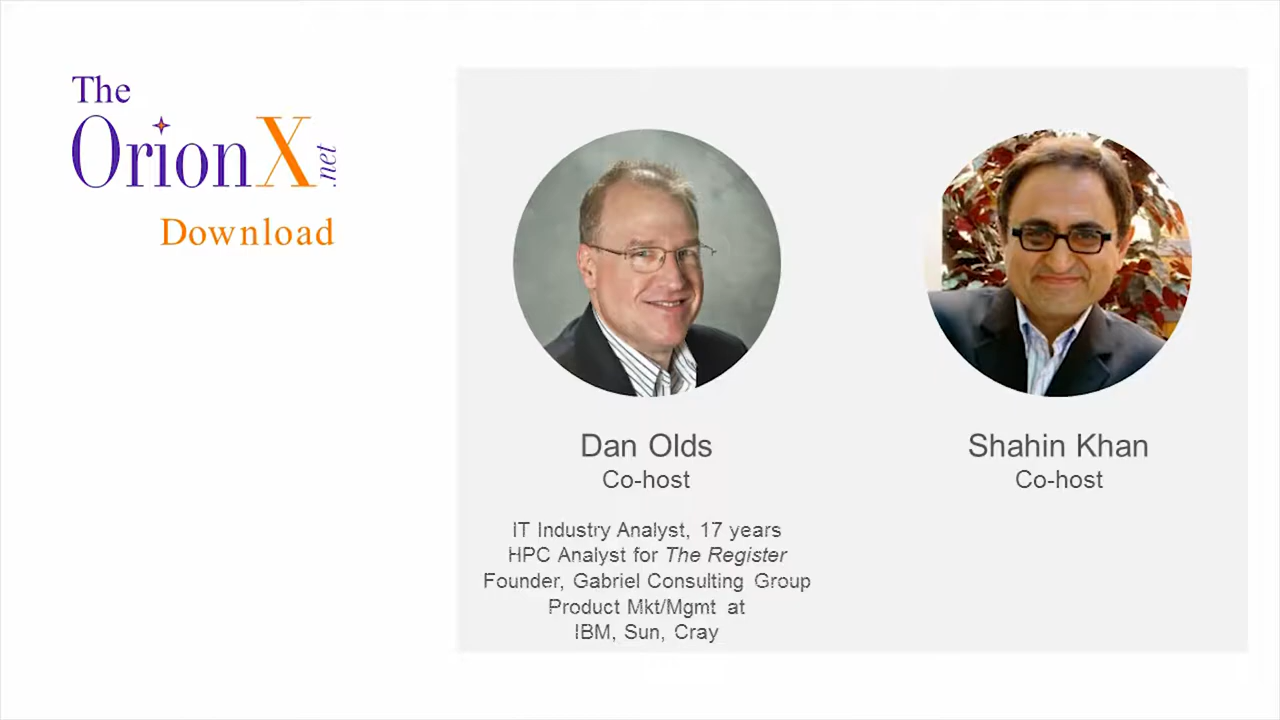 The
OrionX.net
Download
Dan Olds
Co-host
IT Industry Analyst, 17 years
HPC Analyst for The Register
Founder, Gabriel Consulting Group
Product Mkt/Mgmt at
IBM, Sun, Cray
Shahin Khan
Co-host